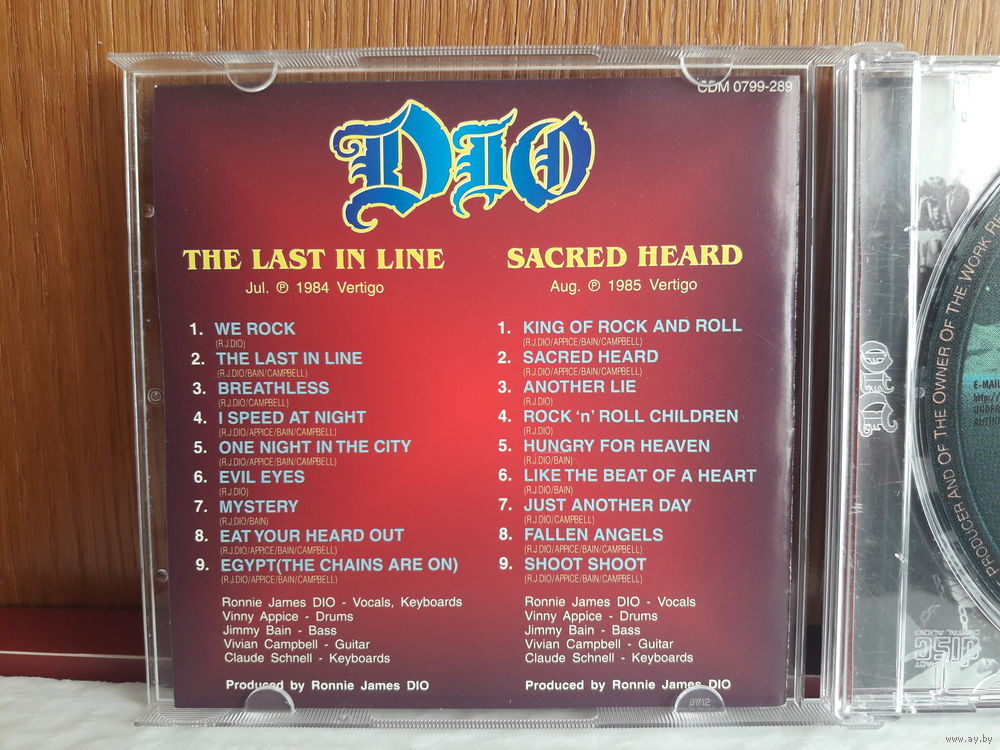 CDM 0799-289
DIO
THE LAST IN LINE
Jul. ℗ 1984 Vertigo
1. WE ROCK
(R.J.DIO)
2. THE LAST IN LINE
(R.J.DIO/BAIN/CAMPBELL)
3. BREATHLESS
(R.J.DIO/CAMPBELL)
4. I SPEED AT NIGHT
(R.J.DIO/APPICE/BAIN/CAMPBELL)
5. ONE NIGHT IN THE CITY
(R.J.DIO/APPICE/BAIN/CAMPBELL)
6. EVIL EYES
(R.J.DIO)
7. MYSTERY
(R.J.DIO/BAIN)
8. EAT YOUR HEARD OUT
(R.J.DIO/APPICE/BAIN/CAMPBELL)
9. EGYPT(THE CHAINS ARE ON)
(R.J.DIO/APPICE/BAIN/CAMPBELL)
Ronnie James DIO - Vocals, Keyboards
Vinny Appice - Drums
Jimmy Bain - Bass
Vivian Campbell - Guitar
Claude Schnell - Keyboards
Produced by Ronnie James DIO
SACRED HEARD
Aug. ℗ 1985 Vertigo
1. KING OF ROCK AND ROLL
(R.J.DIO/APPICE/BAIN/CAMPBELL)
2. SACRED HEARD
(R.J.DIO/APPICE/BAIN/CAMPBELL)
3. ANOTHER LIE
(R.J.DIO)
4. ROCK ‘n’ ROLL CHILDREN
(R.J.DIO)
5. HUNGRY FOR HEAVEN
(R.J.DIO/BAIN)
6. LIKE THE BEAT OF A HEART
(R.J.DIO/BAIN)
7. JUST ANOTHER DAY
(R.J.DIO/CAMPBELL)
8. FALLEN ANGELS
(R.J.DIO/APPICE/BAIN/CAMPBELL)
9. SHOOT SHOOT
(R.J.DIO/APPICE/BAIN/CAMPBELL)
Ronnie James DIO - Vocals
Vinny Appice - Drums
Jimmy Bain - Bass
Vivian Campbell - Guitar
Claude Schnell - Keyboards
Produced by Ronnie James DIO
DIO
PRODUCER AND OF THE OWNER OF THE WORK RE
E-MAIL
http:/
disc
DIGITAL AUDIO
www.ay.by